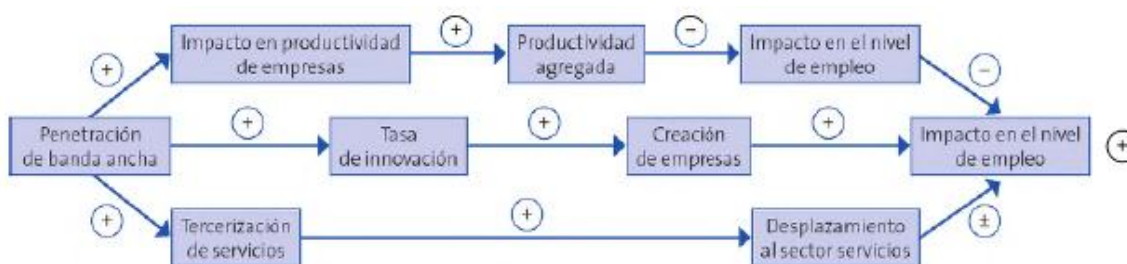 Impacto en productividad
de empresas
+
Productividad
agregada
–
Impacto en el nivel
de empleo
+
–
Penetración
de banda ancha
+
Tasa
de innovación
+
Creación
de empresas
+
Impacto en el nivel
de empleo
+
+
Tercerización
de servicios
+
Desplazamiento
al sector servicios
±